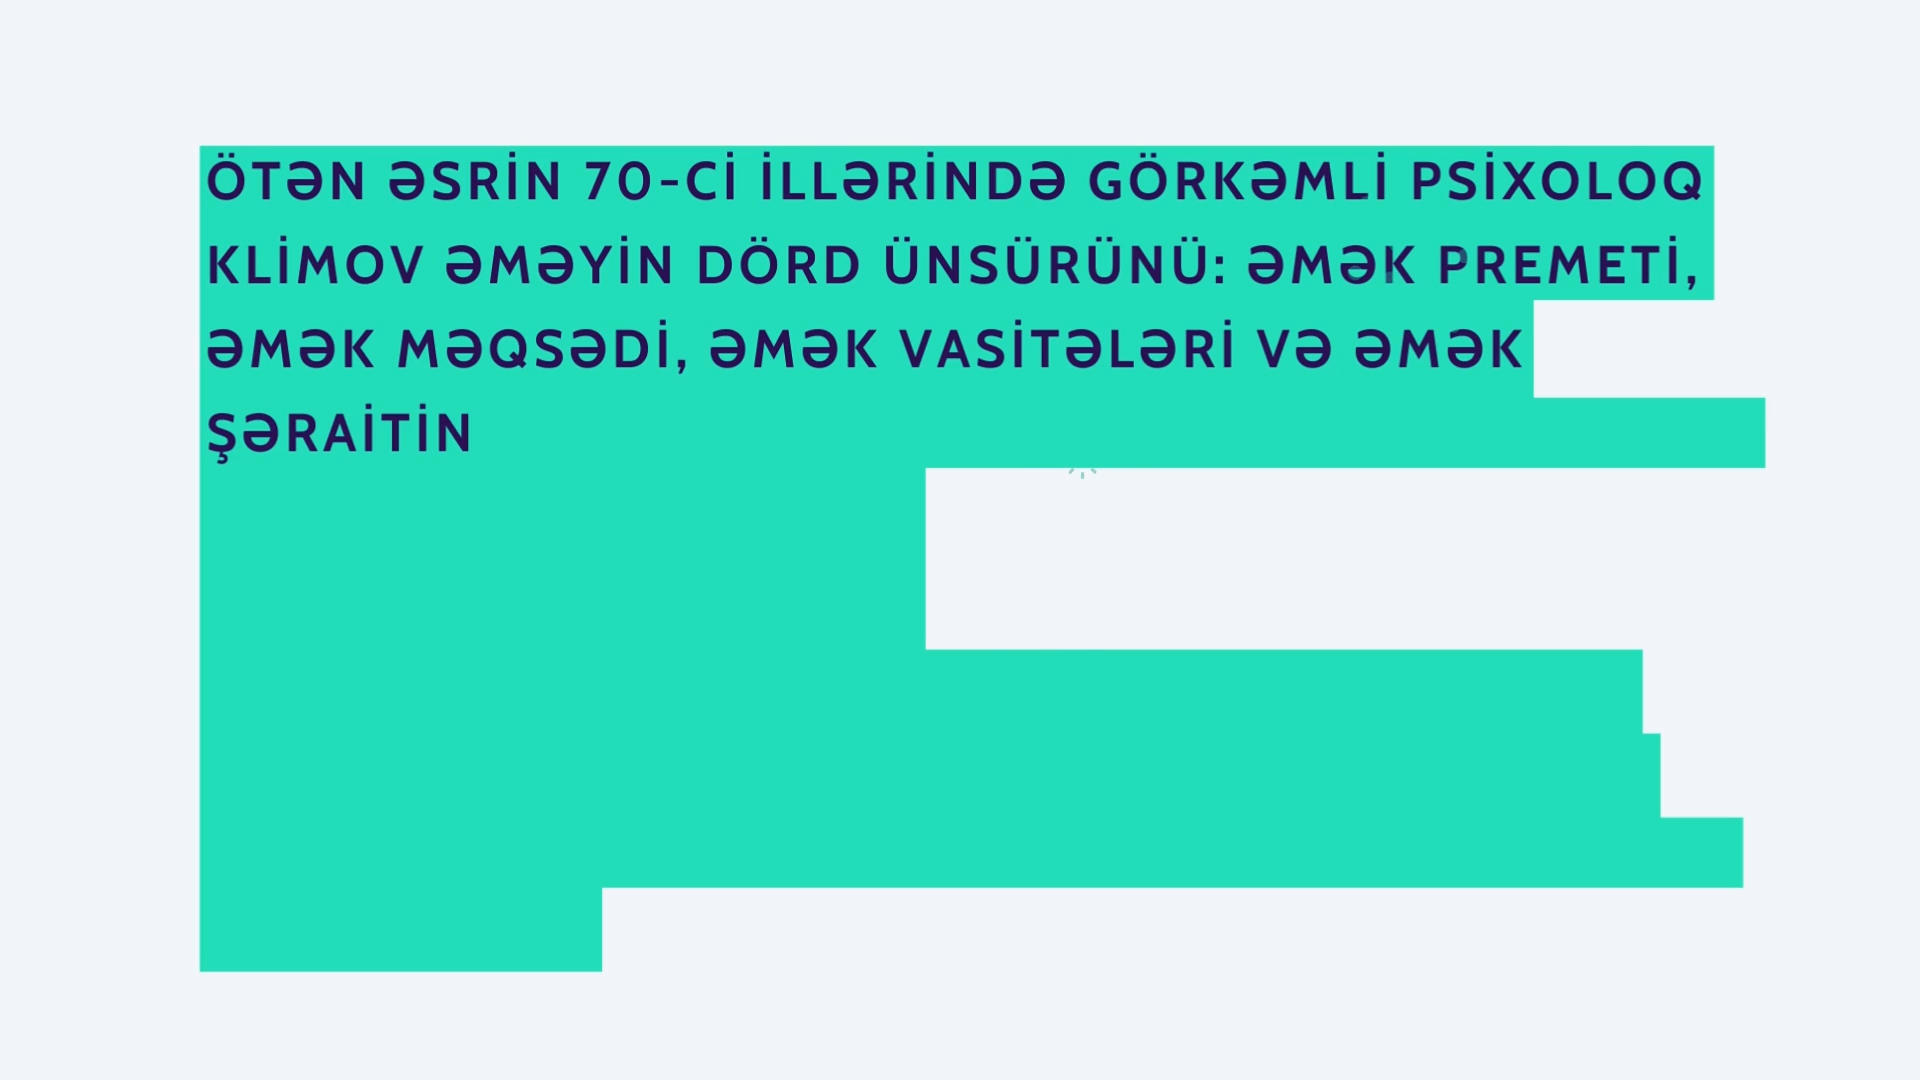 ÖTƏN ƏSRİN 70-Cİ İLLƏRİNDƏ GÖRKƏMLİ PSİXOLOQ
KLİMOV ƏMƏYİN DÖRD ÜNSÜRÜNÜ: ƏMƏK PREMETİ,
ƏMƏK MƏQSƏDİ, ƏMƏK VASİTƏLƏRİ VƏ ƏMƏK
ŞƏRAİTİN